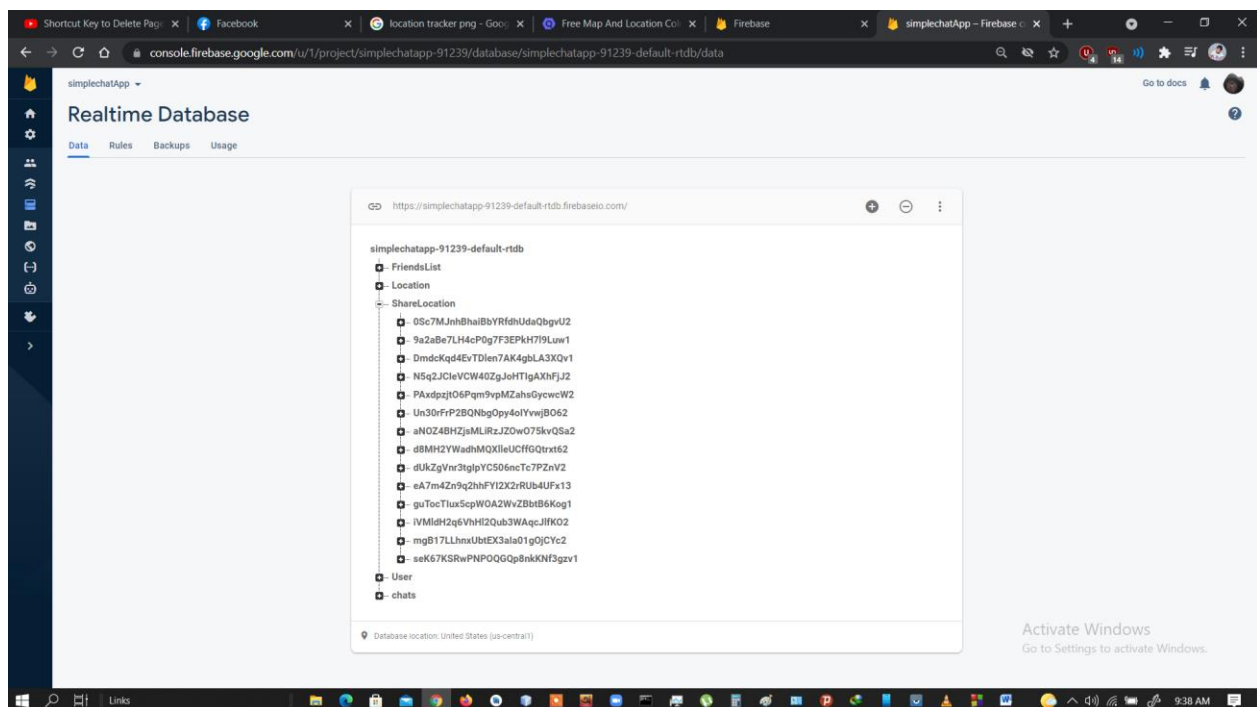 Shortcut Key to Delete Page
Facebook
location tracker png - Goog
Free Map And Location Col
Firebase
simplechatApp – Firebase c
console.firebase.google.com/u/1/project/simplechatapp-91239/database/simplechatapp-91239-default-rtdb/data
simplechatApp
Go to docs
Realtime Database
Data Rules Backups Usage
https://simplechatapp-91239-default-rtdb.firebaseio.com/
simplechatapp-91239-default-rtdb
FriendsList
Location
ShareLocation
0Sc7MJnhBhaiBbYRfdhUdaQbgvU2
9a2aBe7LH4cP0g7F3EPkH7l9Luw1
DmdcKqd4EvTDlen7AK4gbLA3XQv1
N5q2JCleVCW40ZgJoHTIgAXhFjJ2
PAxdpzjtO6Pqm9vpMZahsGycwcW2
Un30rFrP2BQNbgOpy4oIYvwjBO62
aNOZ4BHZjsMLiRzJZOwO75kvQSa2
d8MH2YWadhMQXlleUCffGQtrxt62
dUkZgVnr3tglpYC506ncTc7PZnV2
eA7m4Zn9q2hhFYI2X2rRUb4UFx13
guTocTlux5cpW0A2WvZBbtB6Kog1
iVMldH2q6VhHl2Qub3WAqcJlfKO2
mgB17LLhnxUbtEX3ala01gOjCYc2
seK67KSRwPNPOQGQp8nkKNf3gzv1
User
chats
Database location: United States (us-central1)
Activate Windows
Go to Settings to activate Windows.
Links
9:38 AM